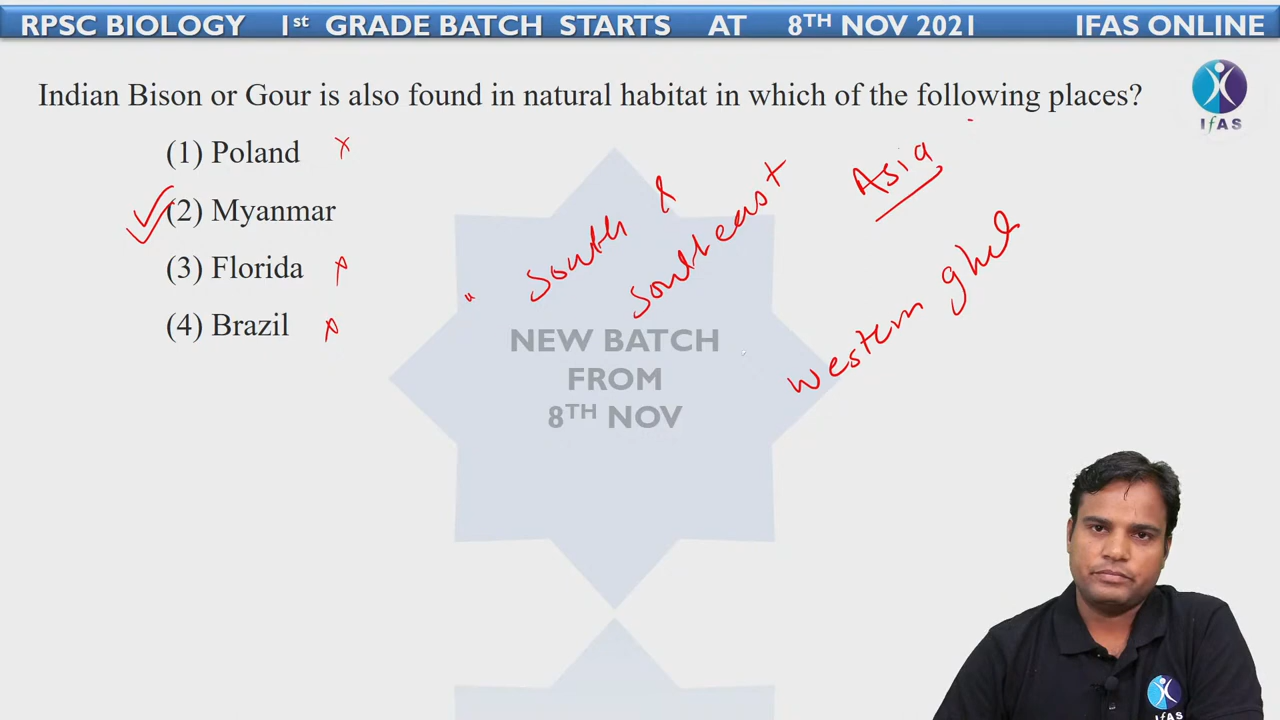 RPSC BIOLOGY 1st GRADE BATCH STARTS AT 8TH NOV 2021 IFAS ONLINE
Indian Bison or Gour is also found in natural habitat in which of the following places?
IFAS
(1) Poland
(2) Myanmar
(3) Florida
(4) Brazil
South &
Southeast
Asia
western
NEW BATCH
FROM
8TH NOV